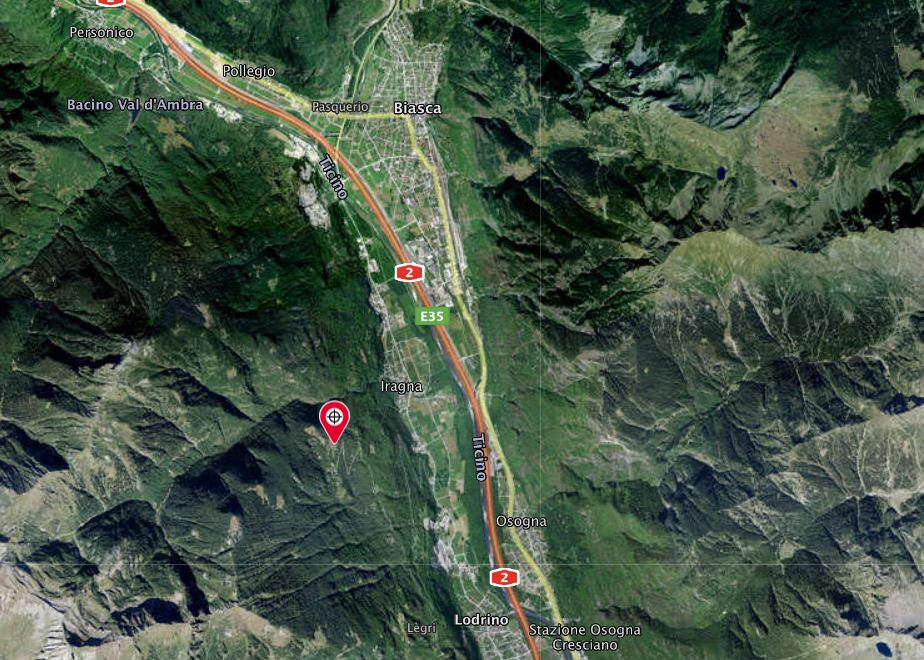 2
Personico
Pollegio
Bacino Val d'Ambra
Pasquerio
Biasca
Ticino
2
E35
Iragna
Ticino
Osogna
2
Lodrino
Lègri
Stazione Osogna
Cresciano